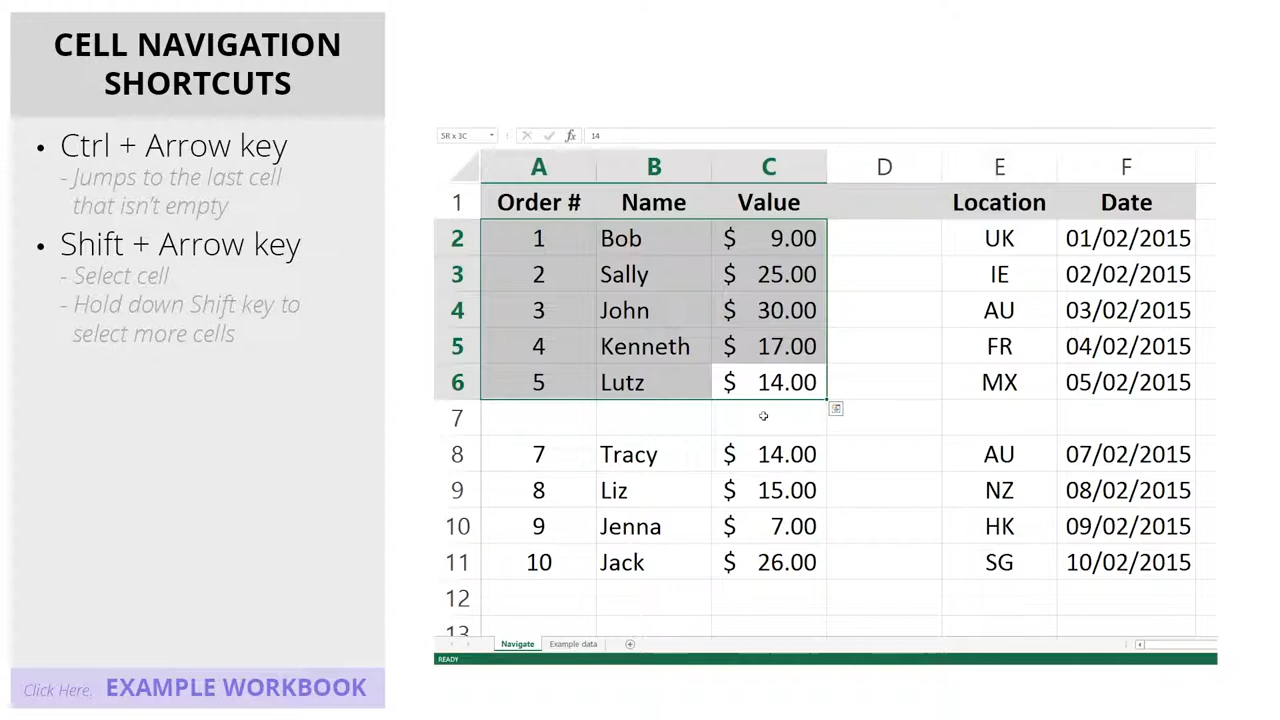 CELL NAVIGATION
SHORTCUTS
• Ctrl + Arrow key
- Jumps to the last cell
that isn't empty
• Shift + Arrow key
- Select cell
- Hold down Shift key to
select more cells
Click Here. EXAMPLE WORKBOOK
5R x 3C fx 14
A B C D E F
1 Order # Name Value Location Date
2 1 Bob $ 9.00 UK 01/02/2015
3 2 Sally $ 25.00 IE 02/02/2015
4 3 John $ 30.00 AU 03/02/2015
5 4 Kenneth $ 17.00 FR 04/02/2015
6 5 Lutz $ 14.00 MX 05/02/2015
7
8 7 Tracy $ 14.00 AU 07/02/2015
9 8 Liz $ 15.00 NZ 08/02/2015
10 9 Jenna $ 7.00 HK 09/02/2015
11 10 Jack $ 26.00 SG 10/02/2015
12
13
Navigate Example data
READY